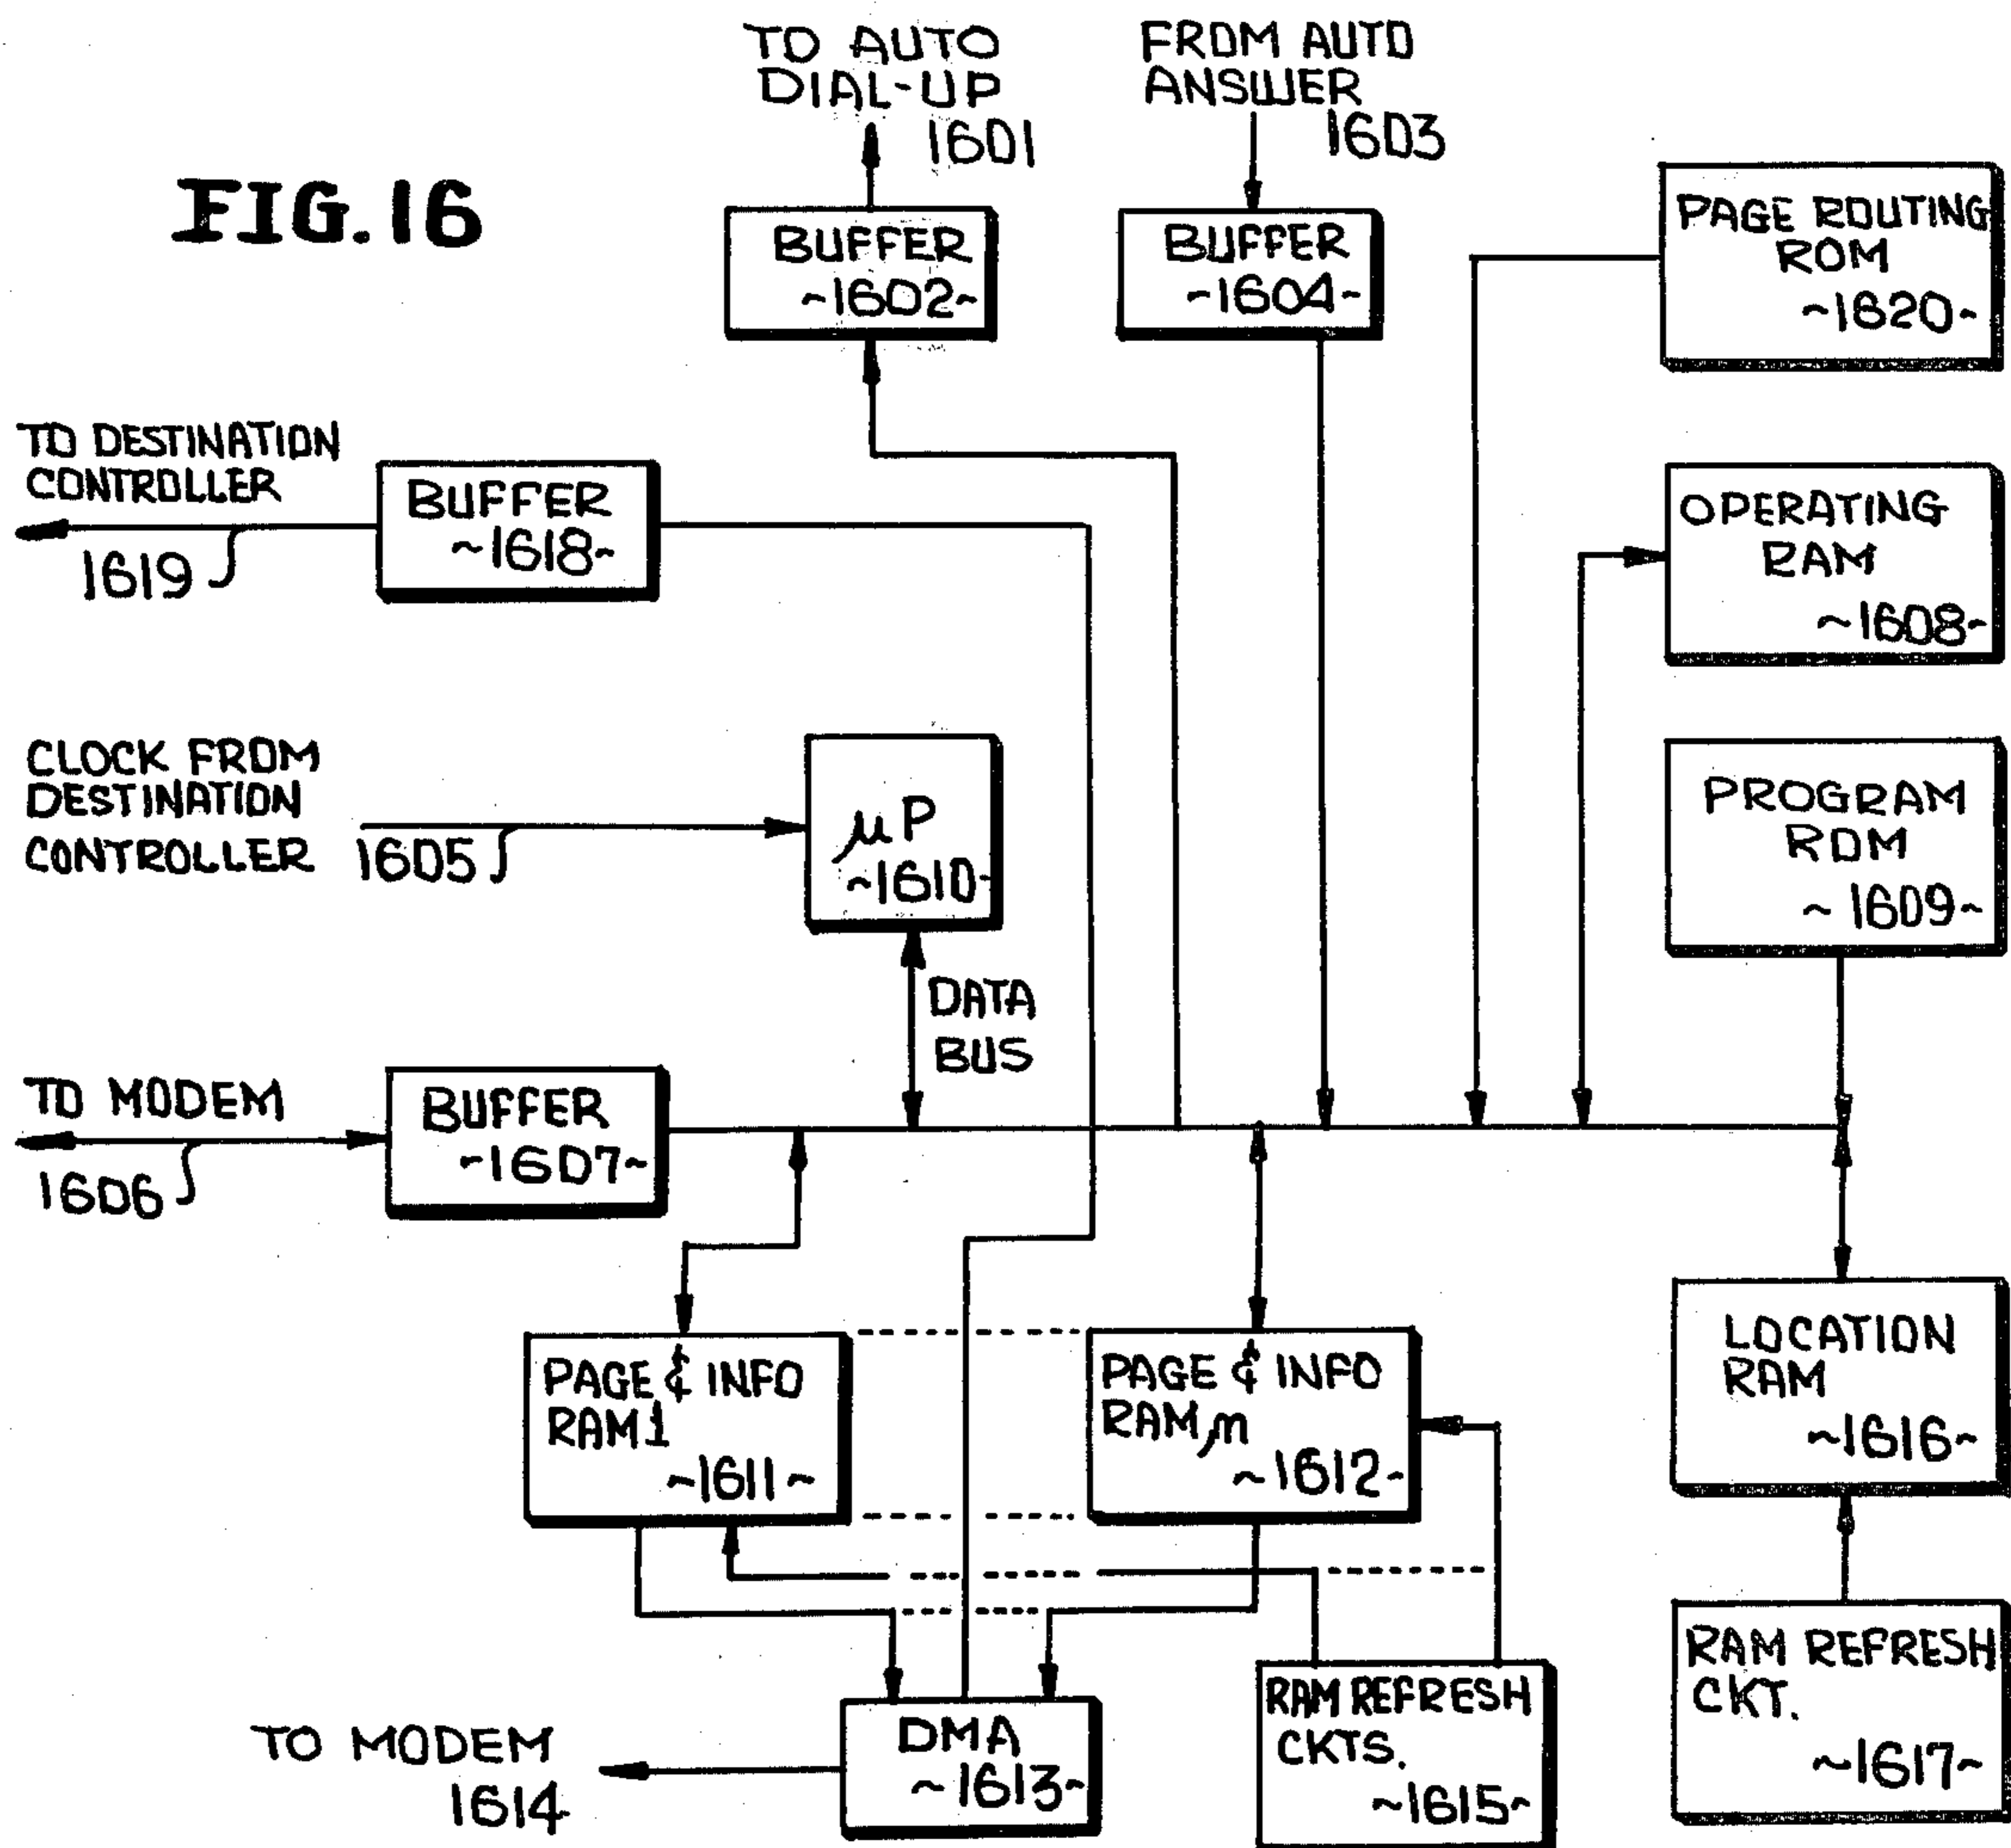 FIG.16
TO AUTO
DIAL-UP
1601
FROM AUTO
ANSWER
1603
BUFFER
~1602~
BUFFER
~1604~
PAGE ROUTING
ROM
~1620~
TO DESTINATION
CONTROLLER
1619
BUFFER
~1618~
OPERATING
RAM
~1608~
CLOCK FROM
DESTINATION
CONTROLLER
1605
μP
~1610~
PROGRAM
ROM
~1609~
DATA
BUS
TO MODEM
1606
BUFFER
~1607~
PAGE & INFO
RAM 1
~1611~
PAGE & INFO
RAM, n
~1612~
LOCATION
RAM
~1616~
TO MODEM
1614
DMA
~1613~
RAM REFRESH
CKTS.
~1615~
RAM REFRESH
CKT.
~1617~